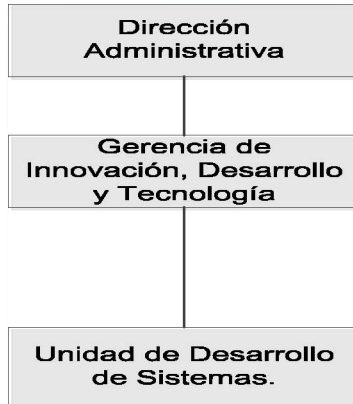 Dirección
Administrativa
Gerencia de
Innovación, Desarrollo
y Tecnología
Unidad de Desarrollo
de Sistemas.